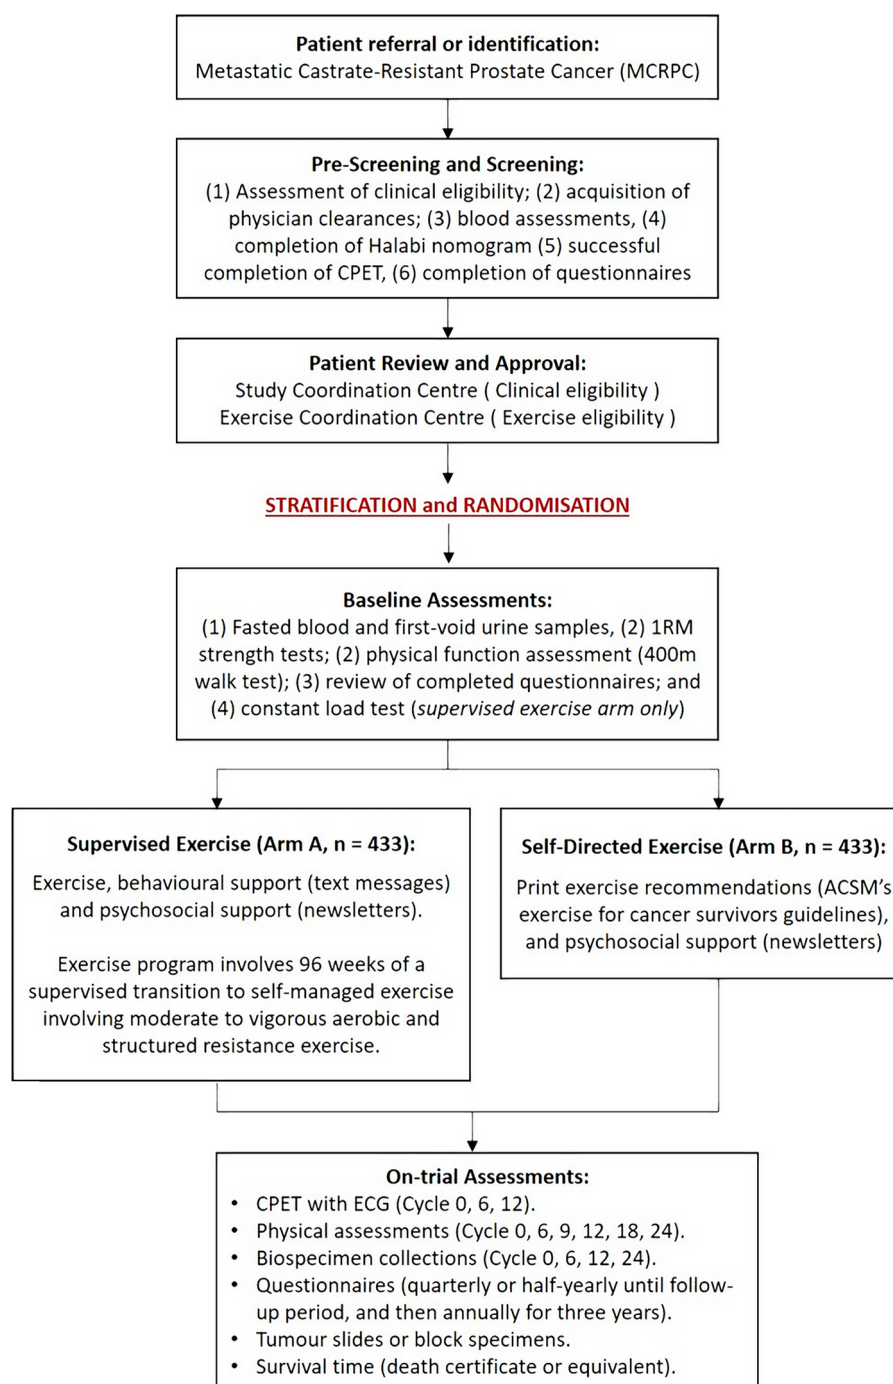 Patient referral or identification:
Metastatic Castrate-Resistant Prostate Cancer (MCRPC)
Pre-Screening and Screening:
(1) Assessment of clinical eligibility; (2) acquisition of
physician clearances; (3) blood assessments, (4)
completion of Halabi nomogram (5) successful
completion of CPET, (6) completion of questionnaires
Patient Review and Approval:
Study Coordination Centre ( Clinical eligibility )
Exercise Coordination Centre ( Exercise eligibility )
STRATIFICATION and RANDOMISATION
Baseline Assessments:
(1) Fasted blood and first-void urine samples, (2) 1RM
strength tests; (2) physical function assessment (400m
walk test); (3) review of completed questionnaires; and
(4) constant load test (supervised exercise arm only)
Supervised Exercise (Arm A, n = 433):
Exercise, behavioural support (text messages)
and psychosocial support (newsletters).
Exercise program involves 96 weeks of a
supervised transition to self-managed exercise
involving moderate to vigorous aerobic and
structured resistance exercise.
Self-Directed Exercise (Arm B, n = 433):
Print exercise recommendations (ACSM's
exercise for cancer survivors guidelines),
and psychosocial support (newsletters)
On-trial Assessments:
• CPET with ECG (Cycle 0, 6, 12).
• Physical assessments (Cycle 0, 6, 9, 12, 18, 24).
• Biospecimen collections (Cycle 0, 6, 12, 24).
• Questionnaires (quarterly or half-yearly until follow-
up period, and then annually for three years).
• Tumour slides or block specimens.
• Survival time (death certificate or equivalent).